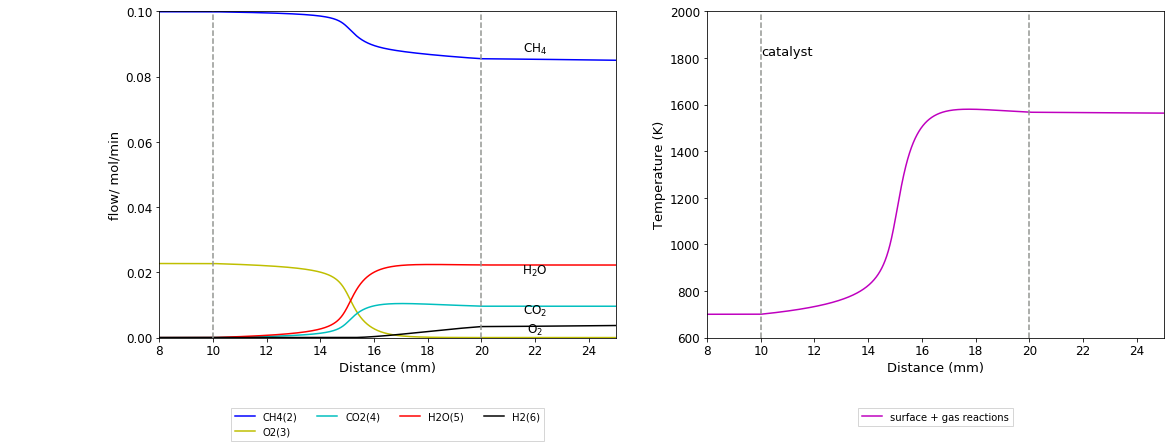 0.10
0.08
0.06
0.04
0.02
0.00
flow/ mol/min
CH4
H2O
CO2
O2
8 10 12 14 16 18 20 22 24
Distance (mm)
CH4(2) CO2(4) H2O(5) H2(6)
O2(3)
2000
1800
1600
1400
1200
1000
800
600
Temperature (K)
catalyst
8 10 12 14 16 18 20 22 24
Distance (mm)
surface + gas reactions